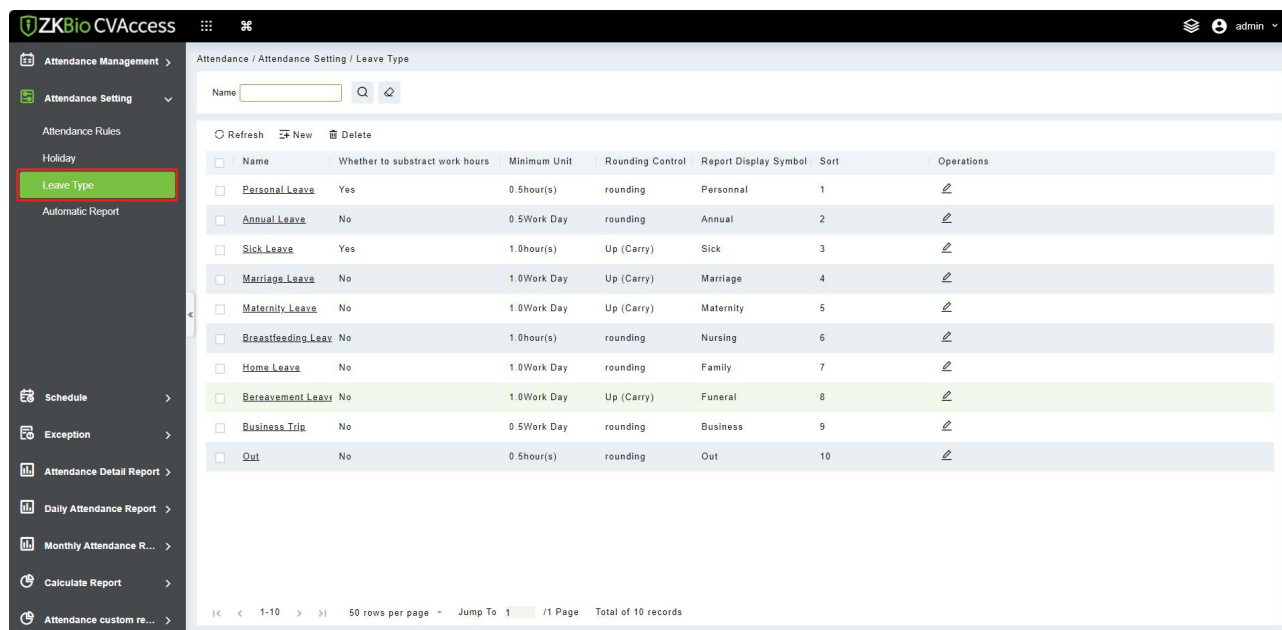 ZKBio CVAccess
admin
Attendance Management
Attendance Setting
Attendance Rules
Holiday
Leave Type
Automatic Report
Schedule
Exception
Attendance Detail Report
Daily Attendance Report
Monthly Attendance R...
Calculate Report
Attendance custom re...
Attendance / Attendance Setting / Leave Type
Name
Refresh New Delete
Name Whether to substract work hours Minimum Unit Rounding Control Report Display Symbol Sort Operations
Personal Leave Yes 0.5hour(s) rounding Personnal 1
Annual Leave No 0.5Work Day rounding Annual 2
Sick Leave Yes 1.0hour(s) Up (Carry) Sick 3
Marriage Leave No 1.0Work Day Up (Carry) Marriage 4
Maternity Leave No 1.0Work Day Up (Carry) Maternity 5
Breastfeeding Leav No 1.0hour(s) rounding Nursing 6
Home Leave No 1.0Work Day rounding Family 7
Bereavement Leave No 1.0Work Day Up (Carry) Funeral 8
Business Trip No 0.5Work Day rounding Business 9
Out No 0.5hour(s) rounding Out 10
1-10 50 rows per page Jump To 1 /1 Page Total of 10 records